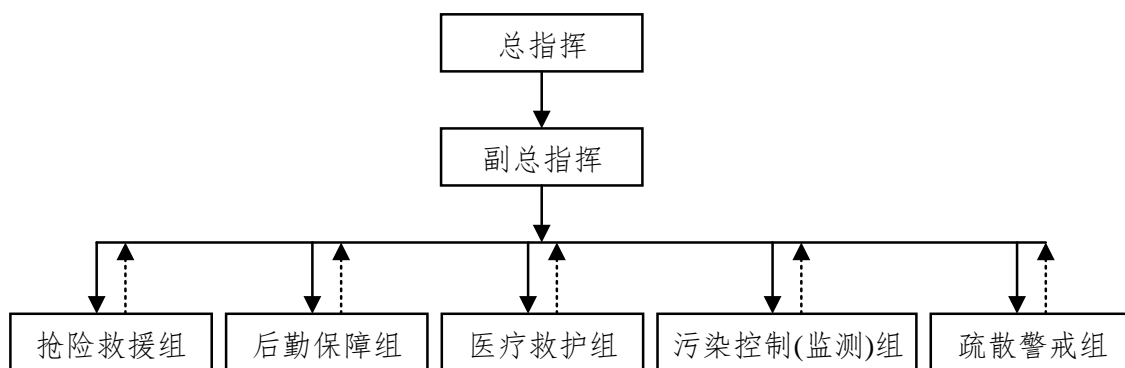 总指挥
副总指挥
抢险救援组
后勤保障组
医疗救护组
污染控制(监测)组
疏散警戒组